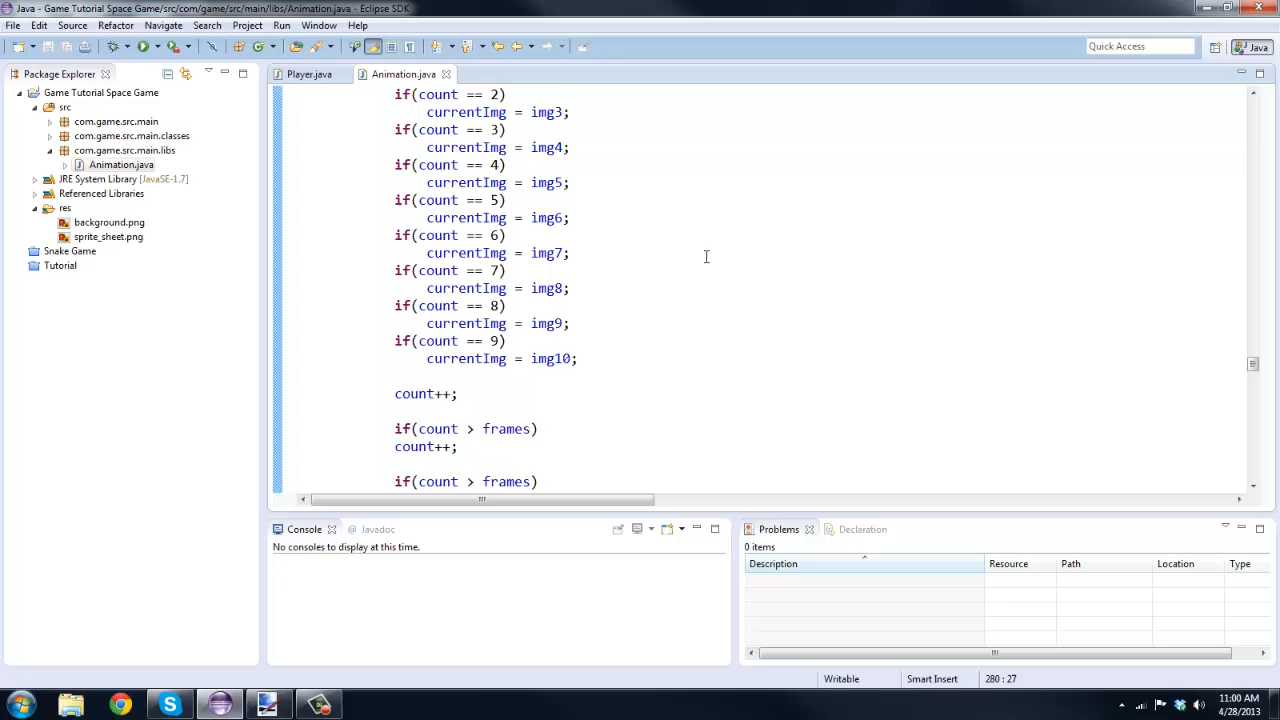 Java - Game Tutorial Space Game/src/com/game/src/main/libs/Animation.java - Eclipse SDK
File Edit Source Refactor Navigate Search Project Run Window Help
Quick Access
Java
Package Explorer
Game Tutorial Space Game
src
com.game.src.main
com.game.src.main.classes
com.game.src.main.libs
Animation.java
JRE System Library [JavaSE-1.7]
Referenced Libraries
res
background.png
sprite_sheet.png
Snake Game
Tutorial
Player.java Animation.java
if(count == 2)
currentImg = img3;
if(count == 3)
currentImg = img4;
if(count == 4)
currentImg = img5;
if(count == 5)
currentImg = img6;
if(count == 6)
currentImg = img7;
if(count == 7)
currentImg = img8;
if(count == 8)
currentImg = img9;
if(count == 9)
currentImg = img10;
count++;
if(count > frames)
count++;
if(count > frames)
Console Javadoc
No consoles to display at this time.
Problems Declaration
0 items
Description Resource Path Location Type
Writable Smart Insert 280 : 27
11:00 AM
4/28/2013